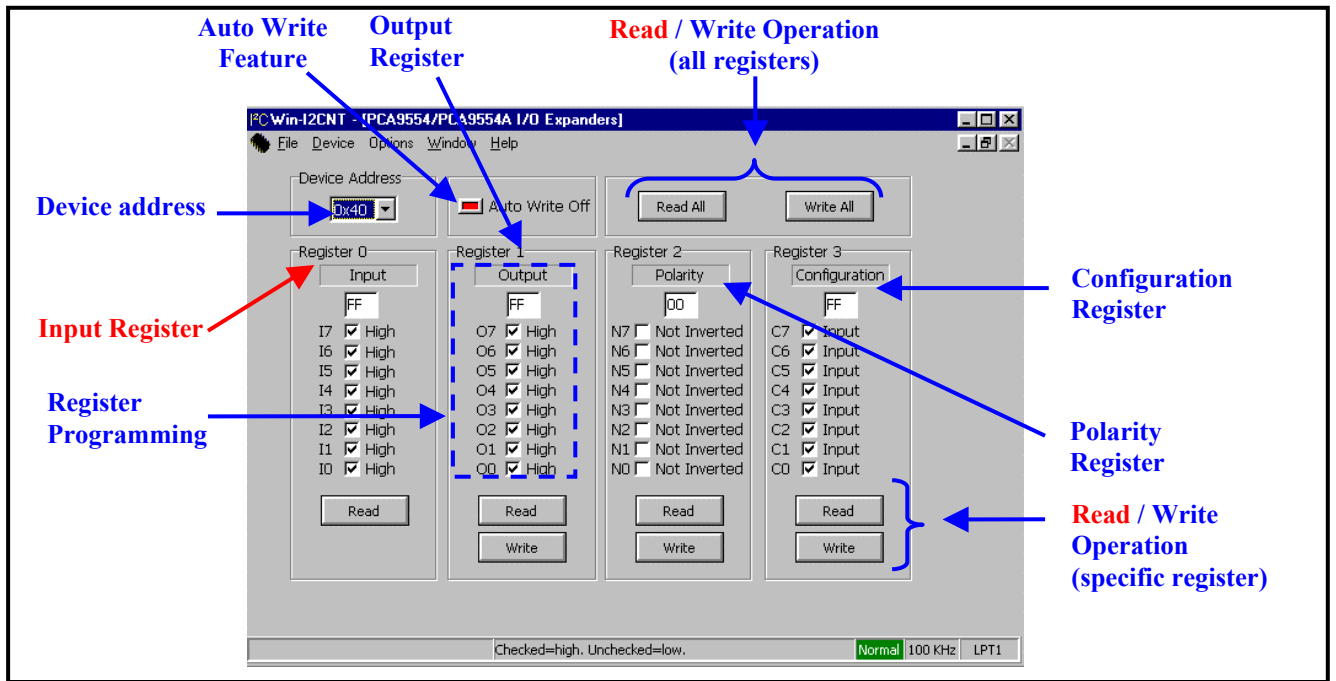 Auto Write
Feature
Output
Register
Read / Write Operation
(all registers)
I²C Win-I2CNT - [PCA9554/PCA9554A I/O Expanders]
File Device Options Window Help
Device Address
0x40
Auto Write Off
Read All
Write All
Device address
Register 0
Input
FF
I7 High
I6 High
I5 High
I4 High
I3 High
I2 High
I1 High
I0 High
Read
Register 1
Output
FF
O7 High
O6 High
O5 High
O4 High
O3 High
O2 High
O1 High
O0 High
Read
Write
Register 2
Polarity
00
N7 Not Inverted
N6 Not Inverted
N5 Not Inverted
N4 Not Inverted
N3 Not Inverted
N2 Not Inverted
N1 Not Inverted
N0 Not Inverted
Read
Write
Register 3
Configuration
FF
C7 Input
C6 Input
C5 Input
C4 Input
C3 Input
C2 Input
C1 Input
C0 Input
Read
Write
Input Register
Register
Programming
Configuration
Register
Polarity
Register
Read / Write
Operation
(specific register)
Checked=high. Unchecked=low.
Normal 100 KHz LPT1